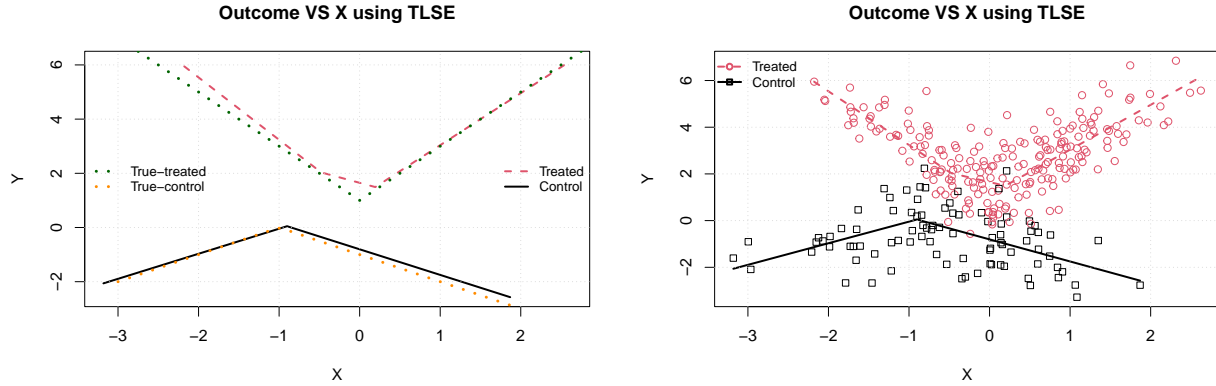 Outcome VS X using TLSE
Y
6
4
2
0
−2
True−treated
True−control
Treated
Control
−3
−2
−1
0
1
2
X
Outcome VS X using TLSE
Y
6
4
2
0
−2
Treated
Control
−3
−2
−1
0
1
2
X